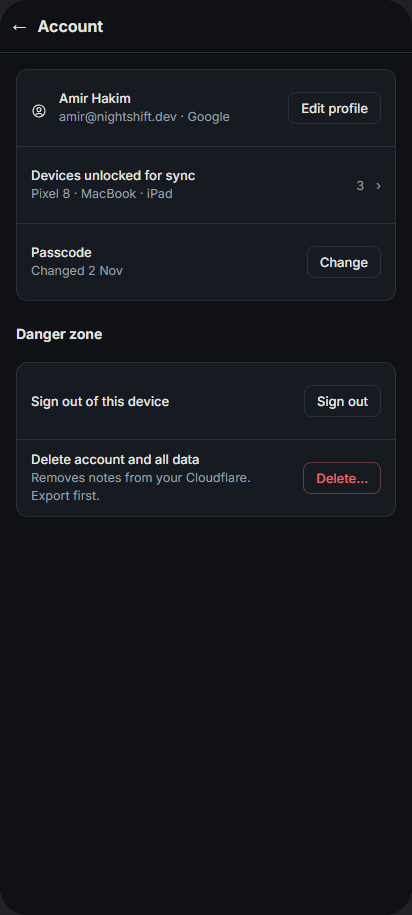 ← Account
Amir Hakim
amir@nightshift.dev · Google
Edit profile
Devices unlocked for sync
Pixel 8 · MacBook · iPad
3 ›
Passcode
Changed 2 Nov
Change
Danger zone
Sign out of this device
Sign out
Delete account and all data
Removes notes from your Cloudflare.
Export first.
Delete...